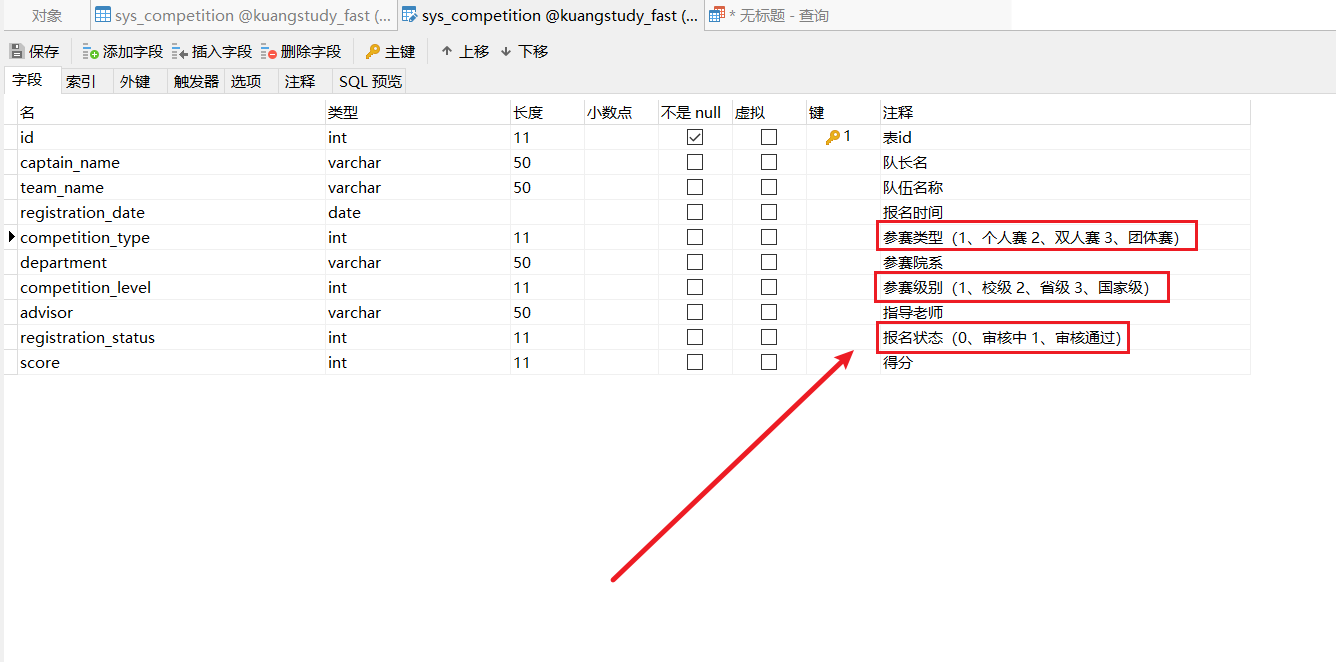 对象 sys_competition @kuangstudy_fast (... sys_competition @kuangstudy_fast (... * 无标题 - 查询
保存 添加字段 插入字段 删除字段 主键 上移 下移
字段 索引 外键 触发器 选项 注释 SQL 预览
名 类型 长度 小数点 不是 null 虚拟 键 注释
id int 11 1 表id
captain_name varchar 50 队长名
team_name varchar 50 队伍名称
registration_date date 报名时间
competition_type int 11 参赛类型（1、个人赛 2、双人赛 3、团体赛）
department varchar 50 参赛院系
competition_level int 11 参赛级别（1、校级 2、省级 3、国家级）
advisor varchar 50 指导老师
registration_status int 11 报名状态（0、审核中 1、审核通过）
score int 11 得分